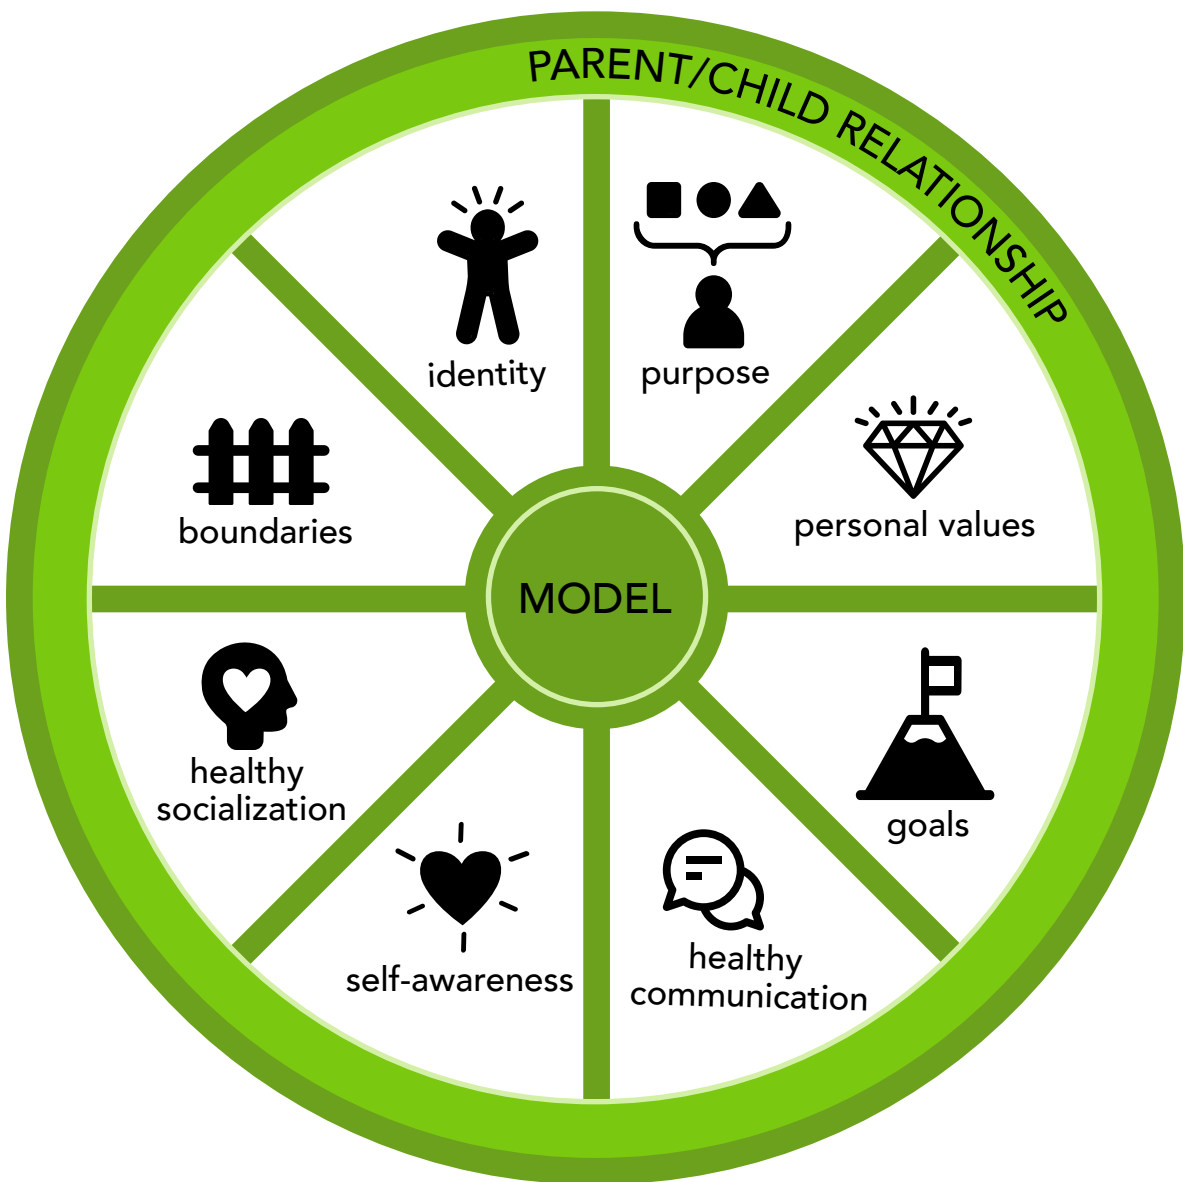 PARENT/CHILD RELATIONSHIP
identity
purpose
boundaries
personal values
MODEL
healthy
socialization
goals
self-awareness
healthy
communication